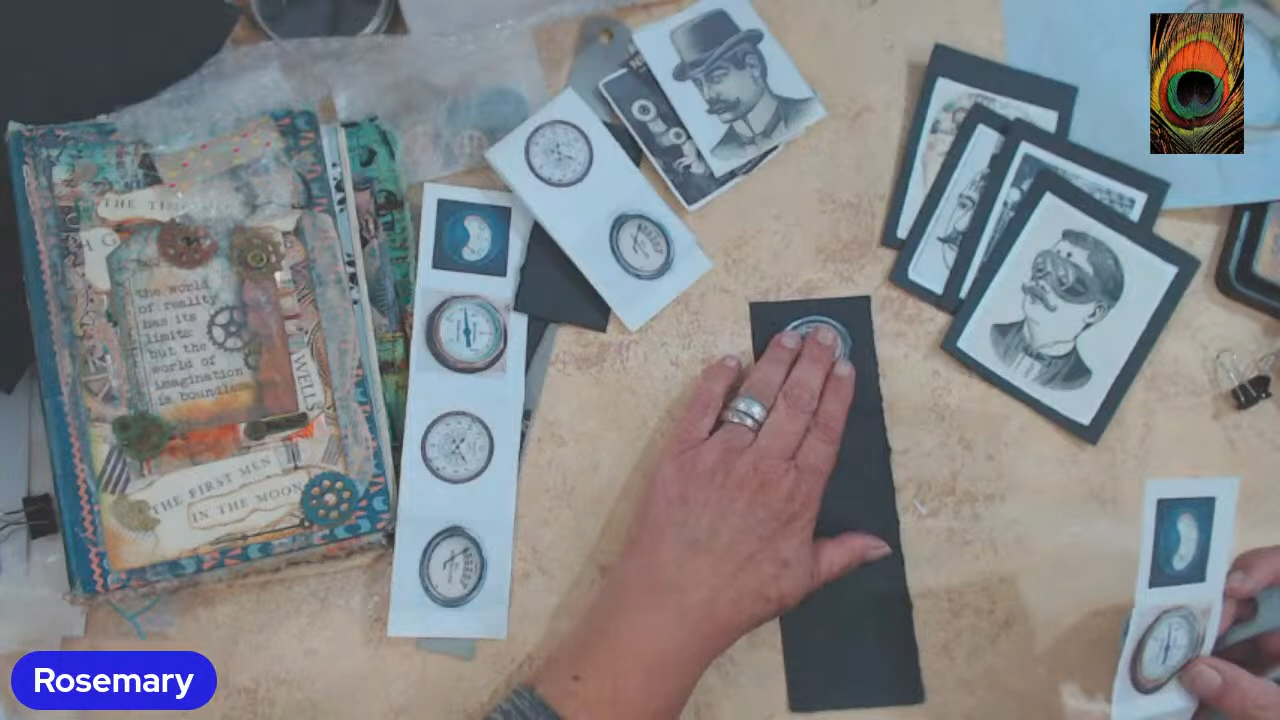 THE TI
H G
the world
of reality
has its
limits
but the
world of
imagination
is boundless
WELLS
THE FIRST MEN
IN THE MOON
Rosemary